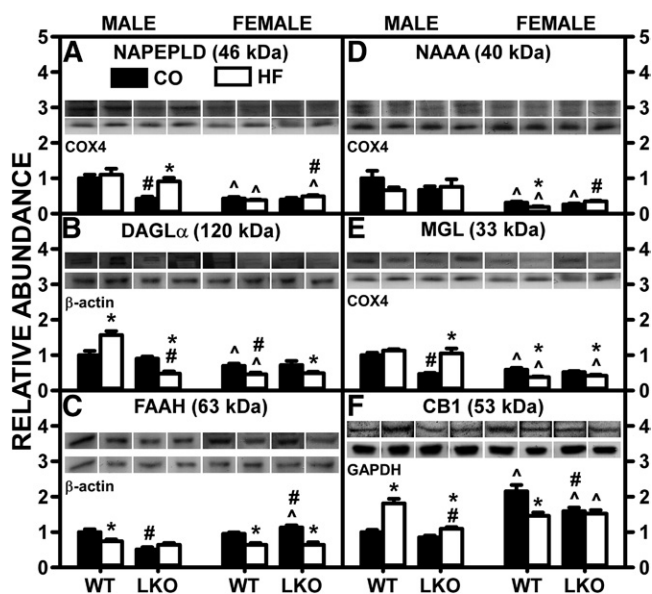 MALE FEMALE MALE FEMALE
RELATIVE ABUNDANCE
5 A NAPEPLD (46 kDa) D NAAA (40 kDa) 5
CO HF
4 4
3 3
2 2
COX4 COX4
1 # * ^ ^ # ^ ^ * ^ ^ # 1
0 0
B DAGLα (120 kDa) E MGL (33 kDa)
4 4
3 3
β-actin COX4
2 2
* * # ^ # ^ * # * ^ * ^ * ^
1 1
0 0
C FAAH (63 kDa) F CB1 (53 kDa)
4 4
3 3
β-actin GAPDH
2 2
* # * # ^ * * * # ^ * # ^ ^
1 1
0 0
WT LKO WT LKO WT LKO WT LKO